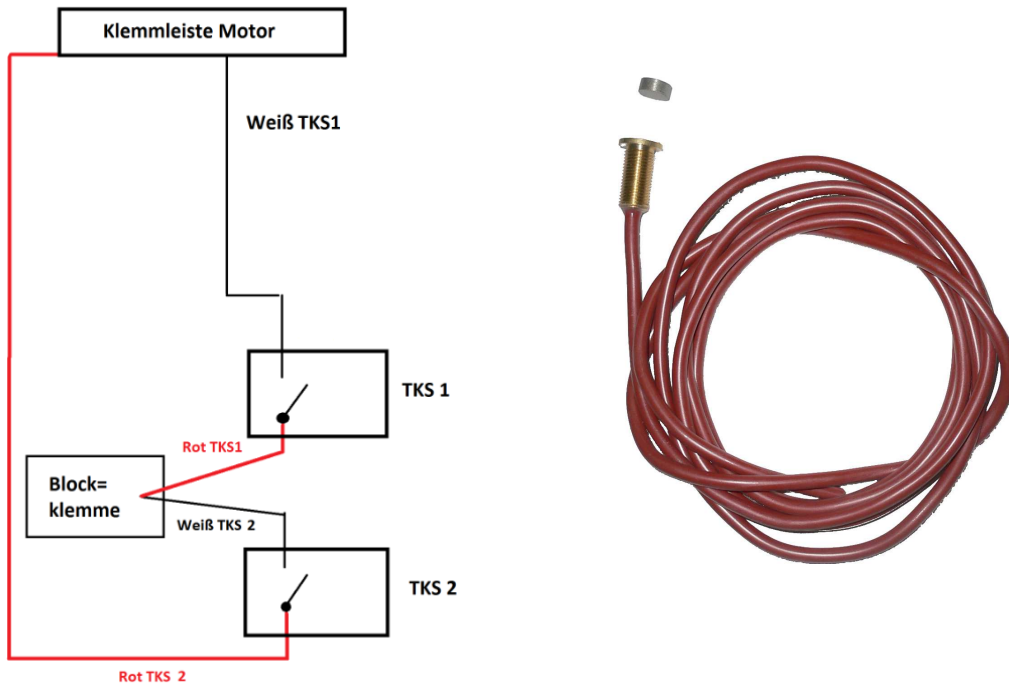 Klemmleiste Motor
Weiß TKS1
TKS 1
Rot TKS1
Block=
klemme
Weiß TKS 2
TKS 2
Rot TKS 2